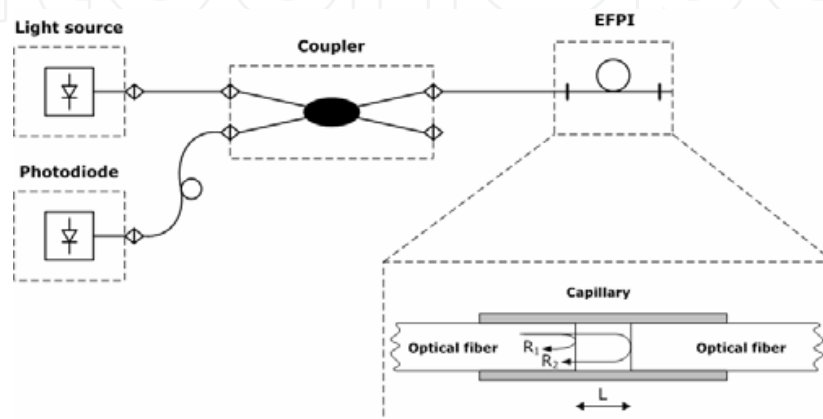 Light source
Coupler
EFPI
Photodiode
Capillary
Optical fiber
R1
R2
Optical fiber
L